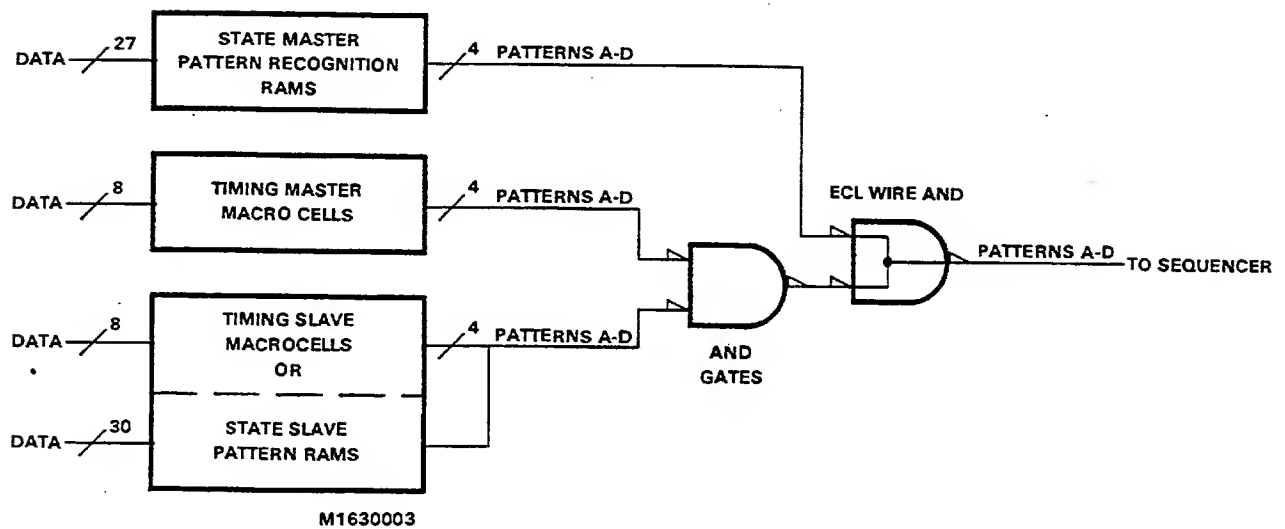 DATA 27
STATE MASTER
PATTERN RECOGNITION
RAMS
4 PATTERNS A-D
DATA 8
TIMING MASTER
MACRO CELLS
4 PATTERNS A-D
DATA 8
TIMING SLAVE
MACROCELLS
OR
4 PATTERNS A-D
DATA 30
STATE SLAVE
PATTERN RAMS
AND
GATES
ECL WIRE AND
PATTERNS A-D
TO SEQUENCER
M1630003